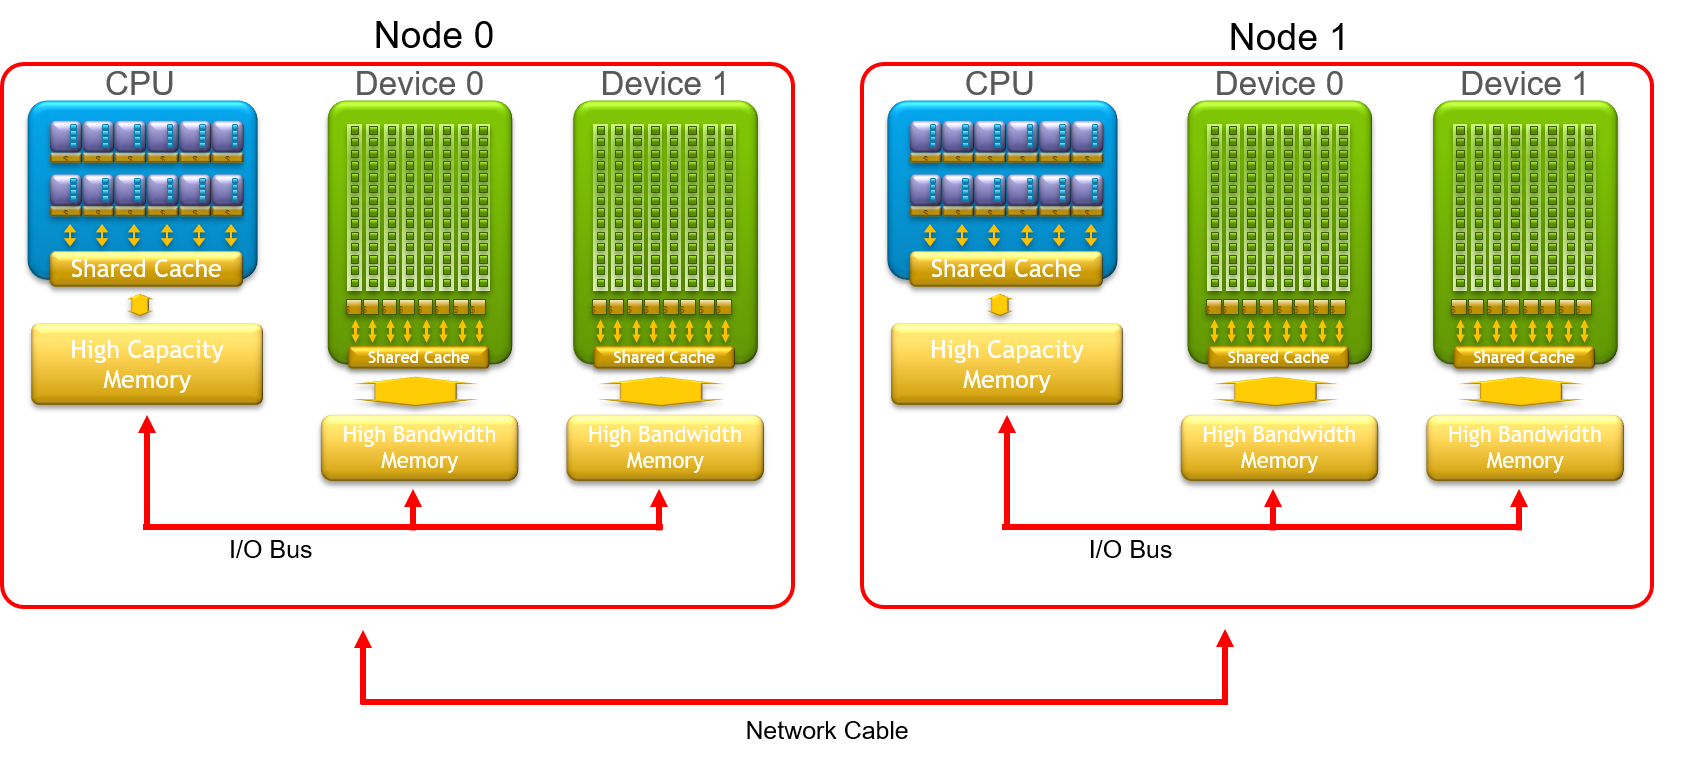 Node 0
Node 1
CPU
Device 0
Device 1
CPU
Device 0
Device 1
Shared Cache
Shared Cache
Shared Cache
Shared Cache
Shared Cache
Shared Cache
High Capacity
Memory
High Bandwidth
Memory
High Bandwidth
Memory
High Capacity
Memory
High Bandwidth
Memory
High Bandwidth
Memory
I/O Bus
I/O Bus
Network Cable